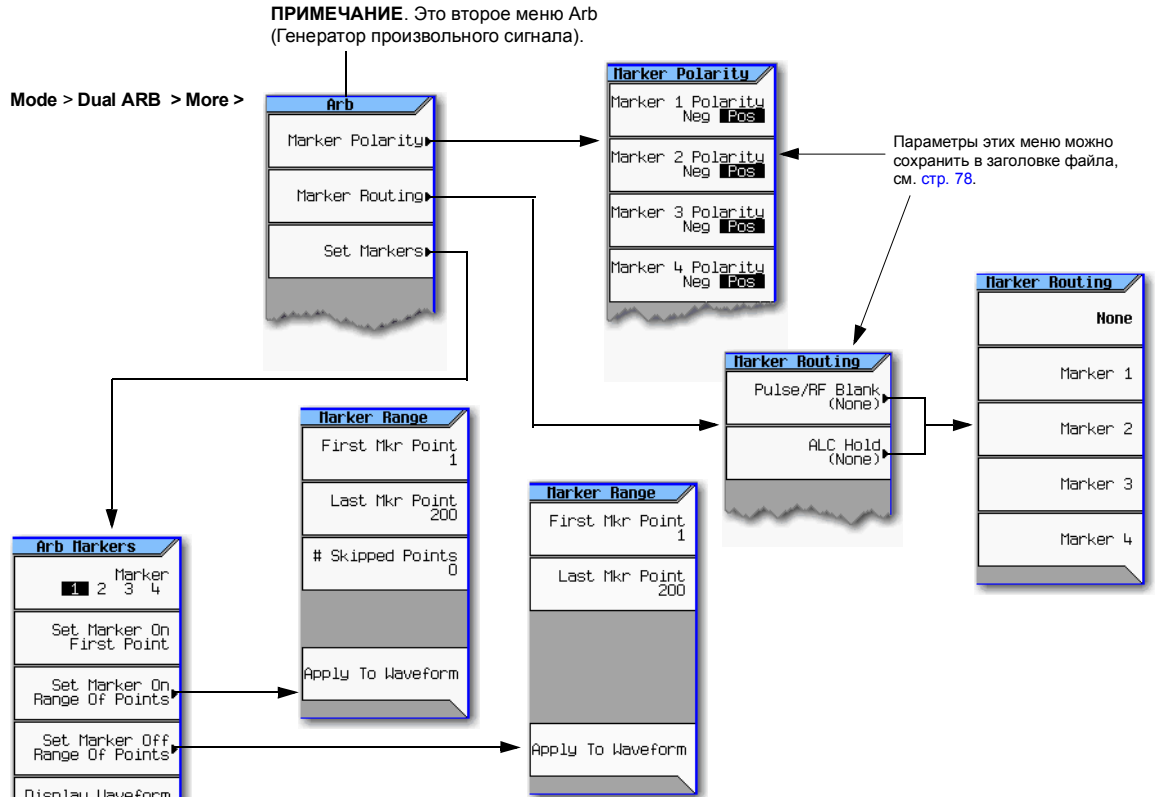 ПРИМЕЧАНИЕ. Это второе меню Arb
(Генератор произвольного сигнала).
Mode > Dual ARB > More >
Arb
Marker Polarity
Marker Routing
Set Markers
Marker Polarity
Marker 1 Polarity
Neg Pos
Marker 2 Polarity
Neg Pos
Marker 3 Polarity
Neg Pos
Marker 4 Polarity
Neg Pos
Параметры этих меню можно
сохранить в заголовке файла,
см. стр. 78.
Marker Routing
Pulse/RF Blank
(None)
ALC Hold
(None)
Marker Routing
None
Marker 1
Marker 2
Marker 3
Marker 4
Marker Range
First Mkr Point
1
Last Mkr Point
200
# Skipped Points
0
Apply To Waveform
Marker Range
First Mkr Point
1
Last Mkr Point
200
Apply To Waveform
Arb Markers
Marker
1 2 3 4
Set Marker On
First Point
Set Marker On
Range Of Points
Set Marker Off
Range Of Points
Display Waveform